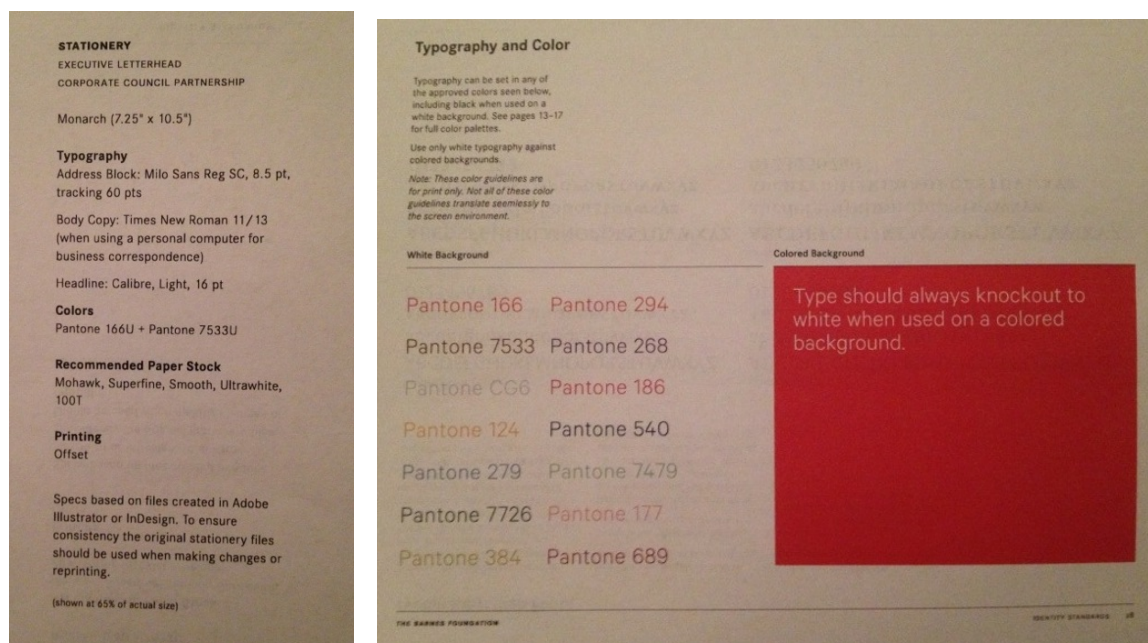 STATIONERY
EXECUTIVE LETTERHEAD
CORPORATE COUNCIL PARTNERSHIP
Monarch (7.25" x 10.5")
Typography
Address Block: Milo Sans Reg SC, 8.5 pt,
tracking 60 pts
Body Copy: Times New Roman 11/13
(when using a personal computer for
business correspondence)
Headline: Calibre, Light, 16 pt
Colors
Pantone 166U + Pantone 7533U
Recommended Paper Stock
Mohawk, Superfine, Smooth, Ultrawhite,
100T
Printing
Offset
Specs based on files created in Adobe
Illustrator or InDesign. To ensure
consistency the original stationery files
should be used when making changes or
reprinting.
(shown at 65% of actual size)
Typography and Color
Typography can be set in any of
the approved colors seen below,
including black when used on a
white background. See pages 13–17
for full color palettes.
Use only white typography against
colored backgrounds.
Note: These color guidelines are
for print only. Not all of these color
guidelines translate seemlessly to
the screen environment.
White Background
Pantone 166 Pantone 294
Pantone 7533 Pantone 268
Pantone CG6 Pantone 186
Pantone 124 Pantone 540
Pantone 279 Pantone 7479
Pantone 7726 Pantone 177
Pantone 384 Pantone 689
Colored Background
Type should always knockout to
white when used on a colored
background.
THE BARNES FOUNDATION
IDENTITY STANDARDS